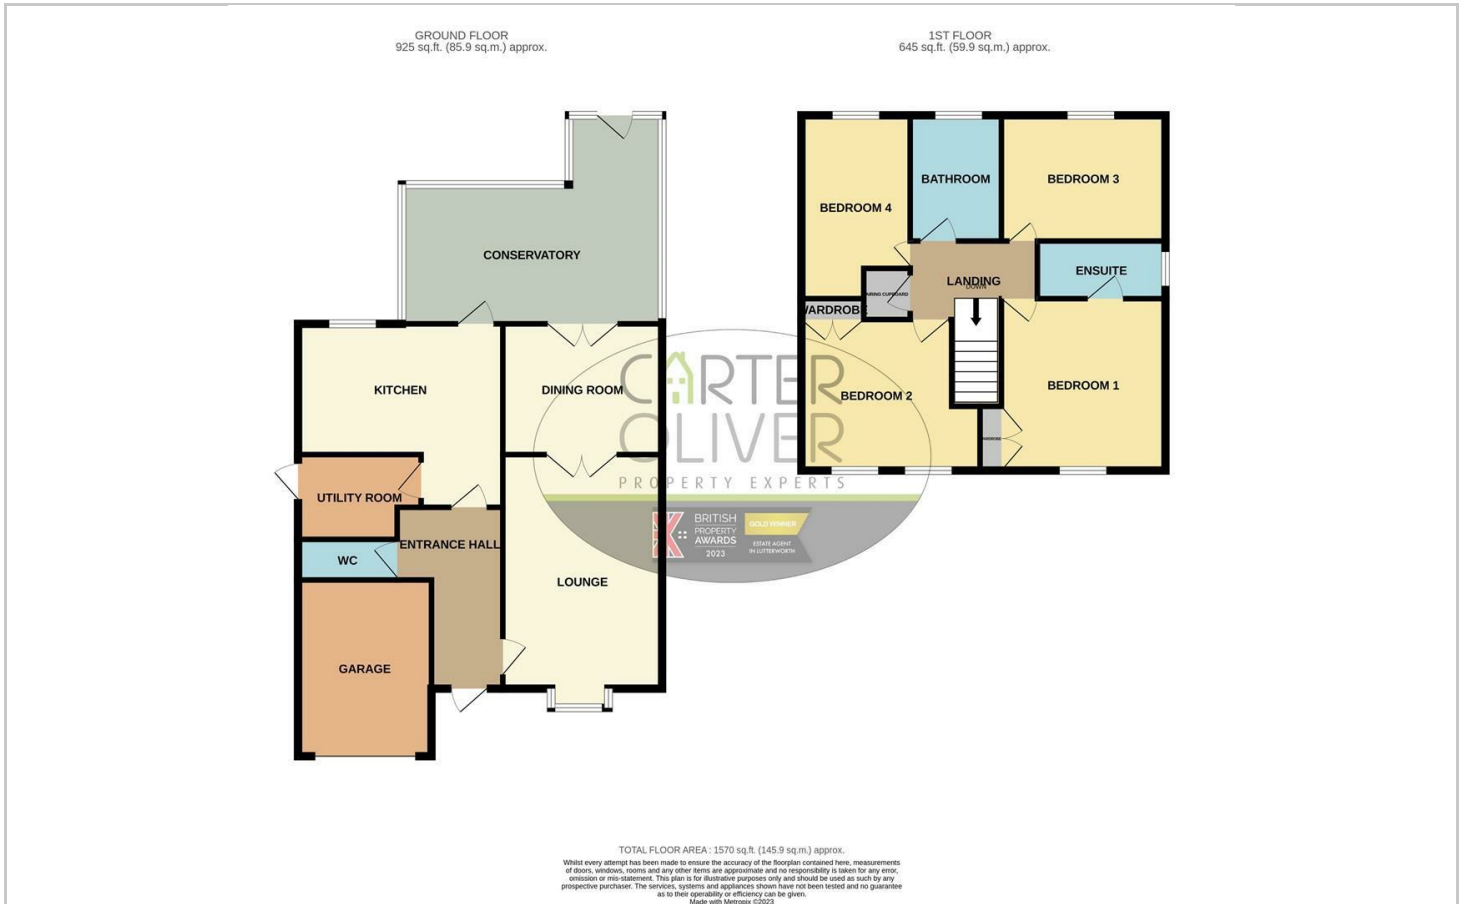 GROUND FLOOR
925 sq.ft. (85.9 sq.m.) approx.
1ST FLOOR
645 sq.ft. (59.9 sq.m.) approx.
CONSERVATORY
KITCHEN
DINING ROOM
UTILITY ROOM
ENTRANCE HALL
WC
LOUNGE
GARAGE
BEDROOM 4
BATHROOM
BEDROOM 3
LANDING
DOWN
ENSUITE
AIRING CUPBOARD
WARDROBE
BEDROOM 2
BEDROOM 1
WARDROBE
CARTER
OLIVER
PROPERTY EXPERTS
BRITISH
PROPERTY
AWARDS
2023
GOLD WINNER
ESTATE AGENT
IN LUTTERWORTH
TOTAL FLOOR AREA : 1570 sq.ft. (145.9 sq.m.) approx.
Whilst every attempt has been made to ensure the accuracy of the floorplan contained here, measurements
of doors, windows, rooms and any other items are approximate and no responsibility is taken for any error,
omission or mis-statement. This plan is for illustrative purposes only and should be used as such by any
prospective purchaser. The services, systems and appliances shown have not been tested and no guarantee
as to their operability or efficiency can be given.
Made with Metropix ©2023